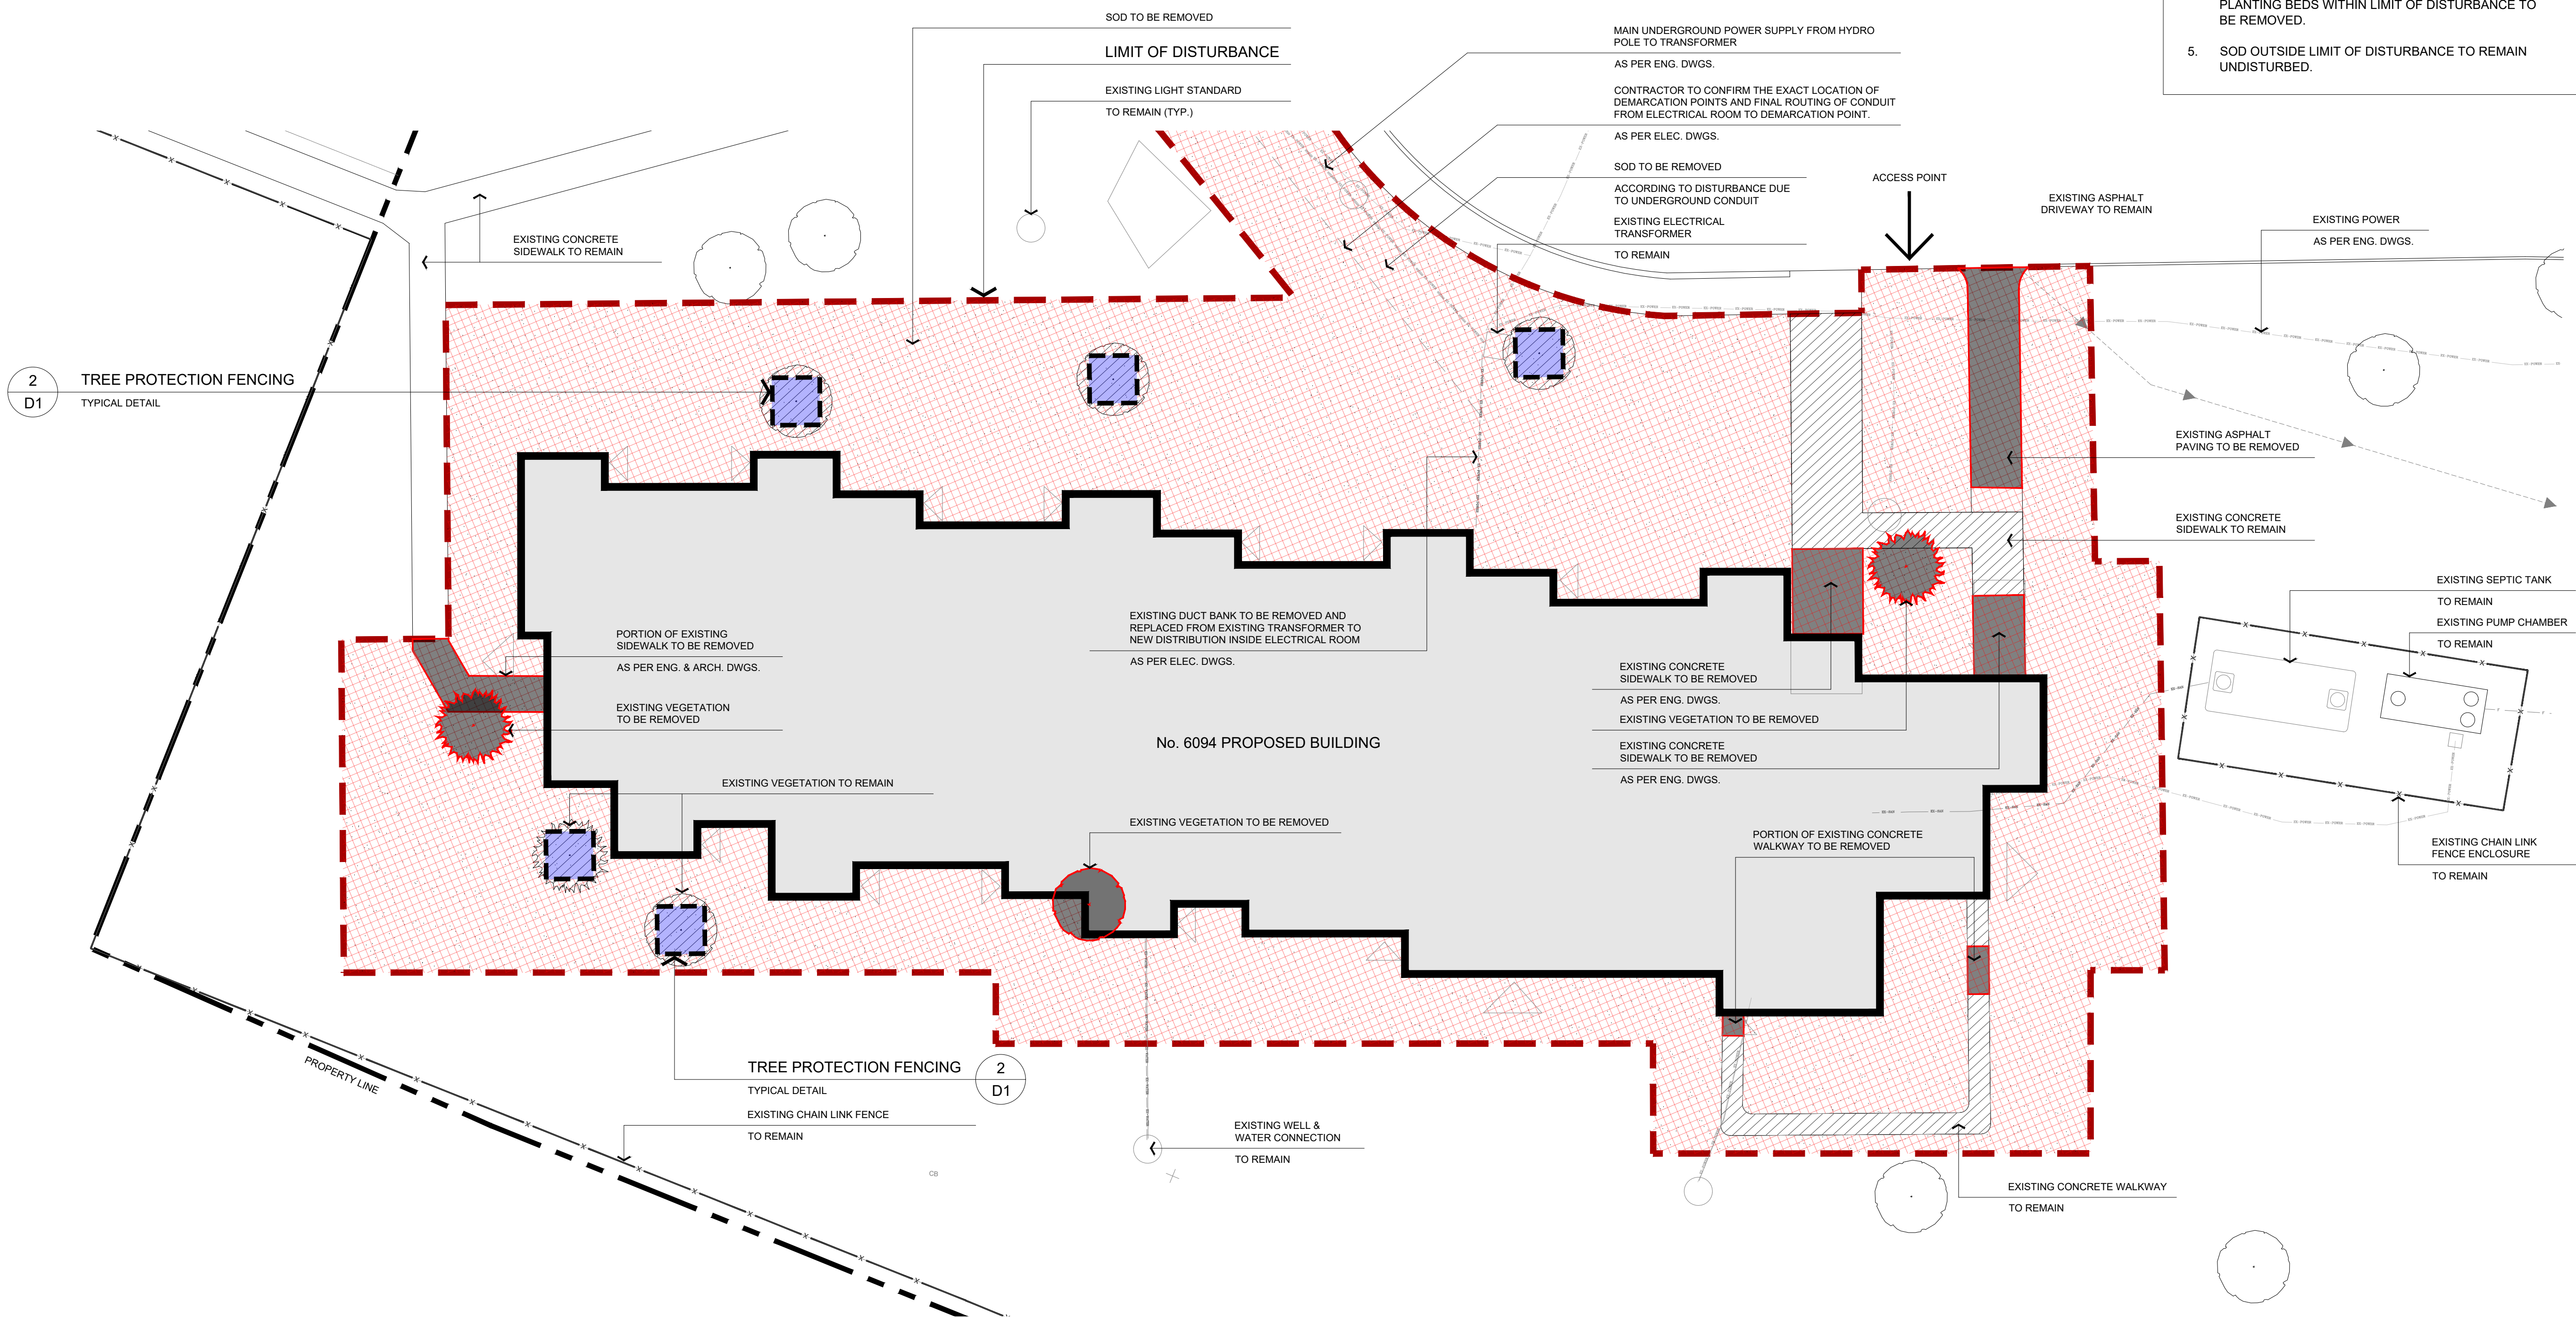 SOD TO BE REMOVED
LIMIT OF DISTURBANCE
EXISTING LIGHT STANDARD
TO REMAIN (TYP.)
MAIN UNDERGROUND POWER SUPPLY FROM HYDRO
POLE TO TRANSFORMER
AS PER ENG. DWGS.
CONTRACTOR TO CONFIRM THE EXACT LOCATION OF
DEMARCATION POINTS AND FINAL ROUTING OF CONDUIT
FROM ELECTRICAL ROOM TO DEMARCATION POINT.
AS PER ELEC. DWGS.
SOD TO BE REMOVED
ACCORDING TO DISTURBANCE DUE
TO UNDERGROUND CONDUIT
EXISTING ELECTRICAL
TRANSFORMER
TO REMAIN
PLANTING BEDS WITHIN LIMIT OF DISTURBANCE TO
BE REMOVED.
5. SOD OUTSIDE LIMIT OF DISTURBANCE TO REMAIN
UNDISTURBED.
ACCESS POINT
EXISTING ASPHALT
DRIVEWAY TO REMAIN
EXISTING POWER
AS PER ENG. DWGS.
EXISTING CONCRETE
SIDEWALK TO REMAIN
2
D1
TREE PROTECTION FENCING
TYPICAL DETAIL
EXISTING ASPHALT
PAVING TO BE REMOVED
EXISTING CONCRETE
SIDEWALK TO REMAIN
EXISTING SEPTIC TANK
TO REMAIN
EXISTING PUMP CHAMBER
TO REMAIN
PORTION OF EXISTING
SIDEWALK TO BE REMOVED
AS PER ENG. & ARCH. DWGS.
EXISTING VEGETATION
TO BE REMOVED
EXISTING DUCT BANK TO BE REMOVED AND
REPLACED FROM EXISTING TRANSFORMER TO
NEW DISTRIBUTION INSIDE ELECTRICAL ROOM
AS PER ELEC. DWGS.
EXISTING CONCRETE
SIDEWALK TO BE REMOVED
AS PER ENG. DWGS.
EXISTING VEGETATION TO BE REMOVED
EXISTING CONCRETE
SIDEWALK TO BE REMOVED
AS PER ENG. DWGS.
No. 6094 PROPOSED BUILDING
EXISTING VEGETATION TO REMAIN
EXISTING VEGETATION TO BE REMOVED
PORTION OF EXISTING CONCRETE
WALKWAY TO BE REMOVED
EXISTING CHAIN LINK
FENCE ENCLOSURE
TO REMAIN
PROPERTY LINE
TREE PROTECTION FENCING
TYPICAL DETAIL
2
D1
EXISTING CHAIN LINK FENCE
TO REMAIN
EXISTING WELL &
WATER CONNECTION
TO REMAIN
CB
EXISTING CONCRETE WALKWAY
TO REMAIN